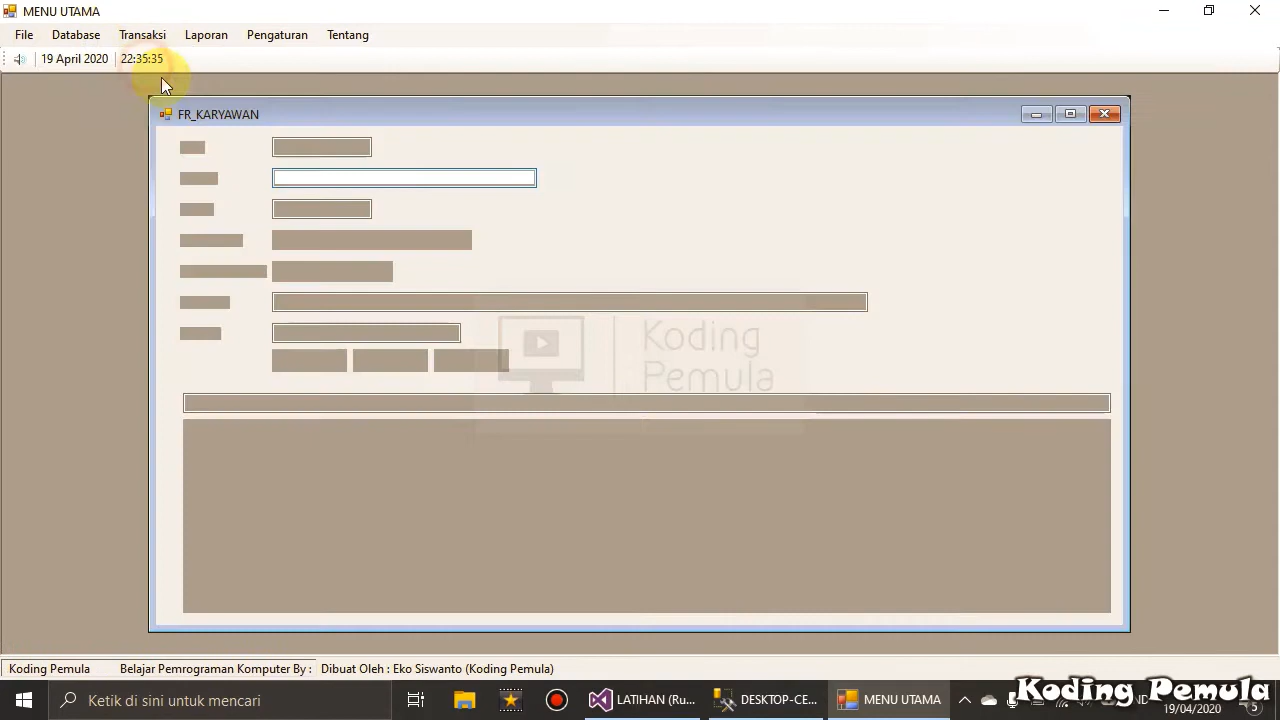 MENU UTAMA
File Database Transaksi Laporan Pengaturan Tentang
19 April 2020 22:35:35
FR_KARYAWAN
Koding
Pemula
Koding Pemula Belajar Pemrograman Komputer By : Dibuat Oleh : Eko Siswanto (Koding Pemula)
Ketik di sini untuk mencari LATIHAN (Ru... DESKTOP-CE... MENU UTAMA
Koding Pemula
19/04/2020